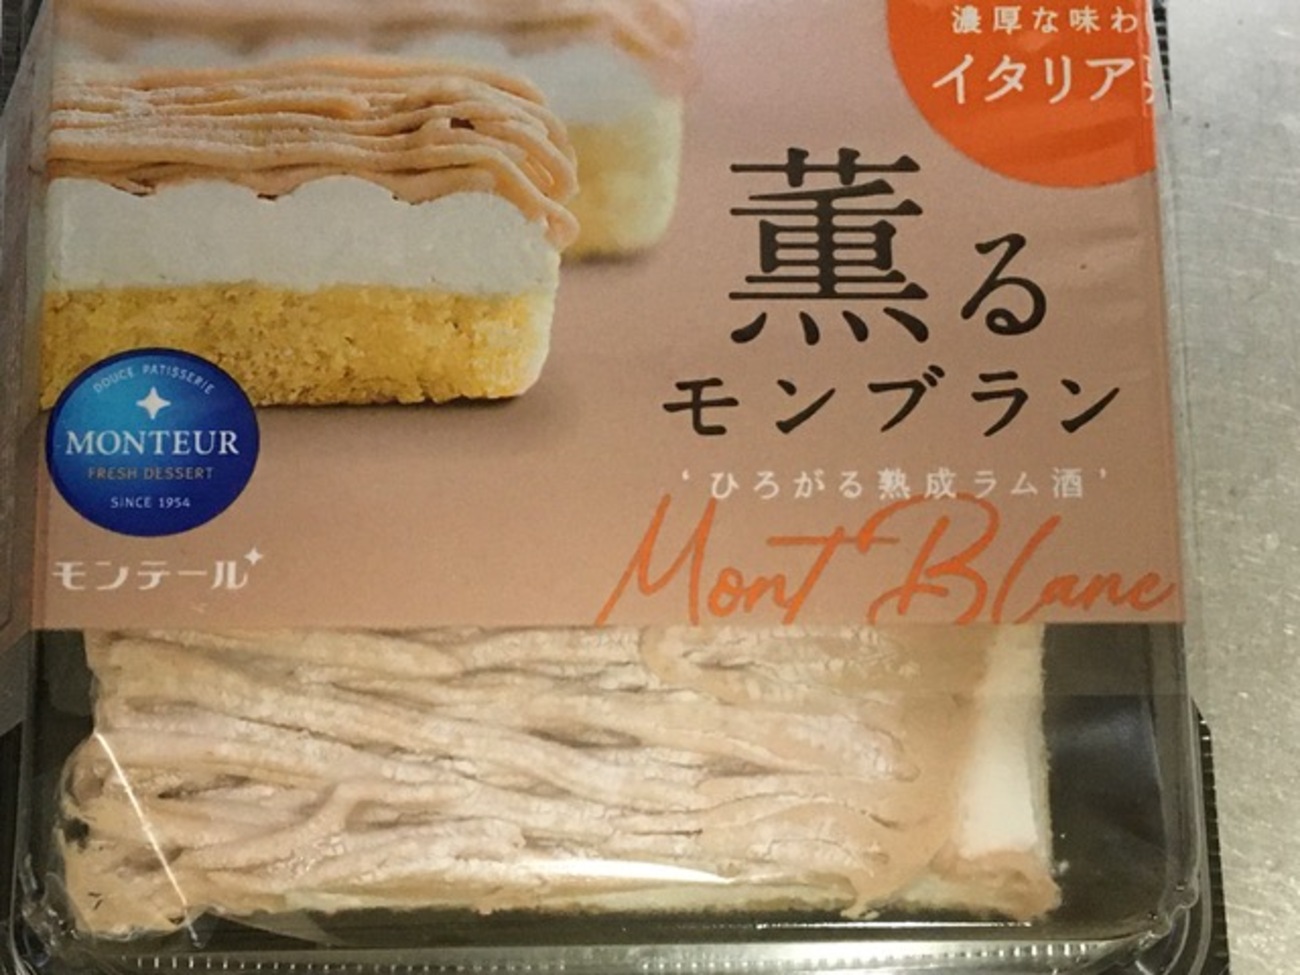 濃厚な味わ
イタリア
薫る
モンブラン
‘ひろがる熟成ラム酒’
Mont Blanc
DOUCE PATISSERIE
MONTEUR
FRESH DESSERT
SINCE 1954
モンテール